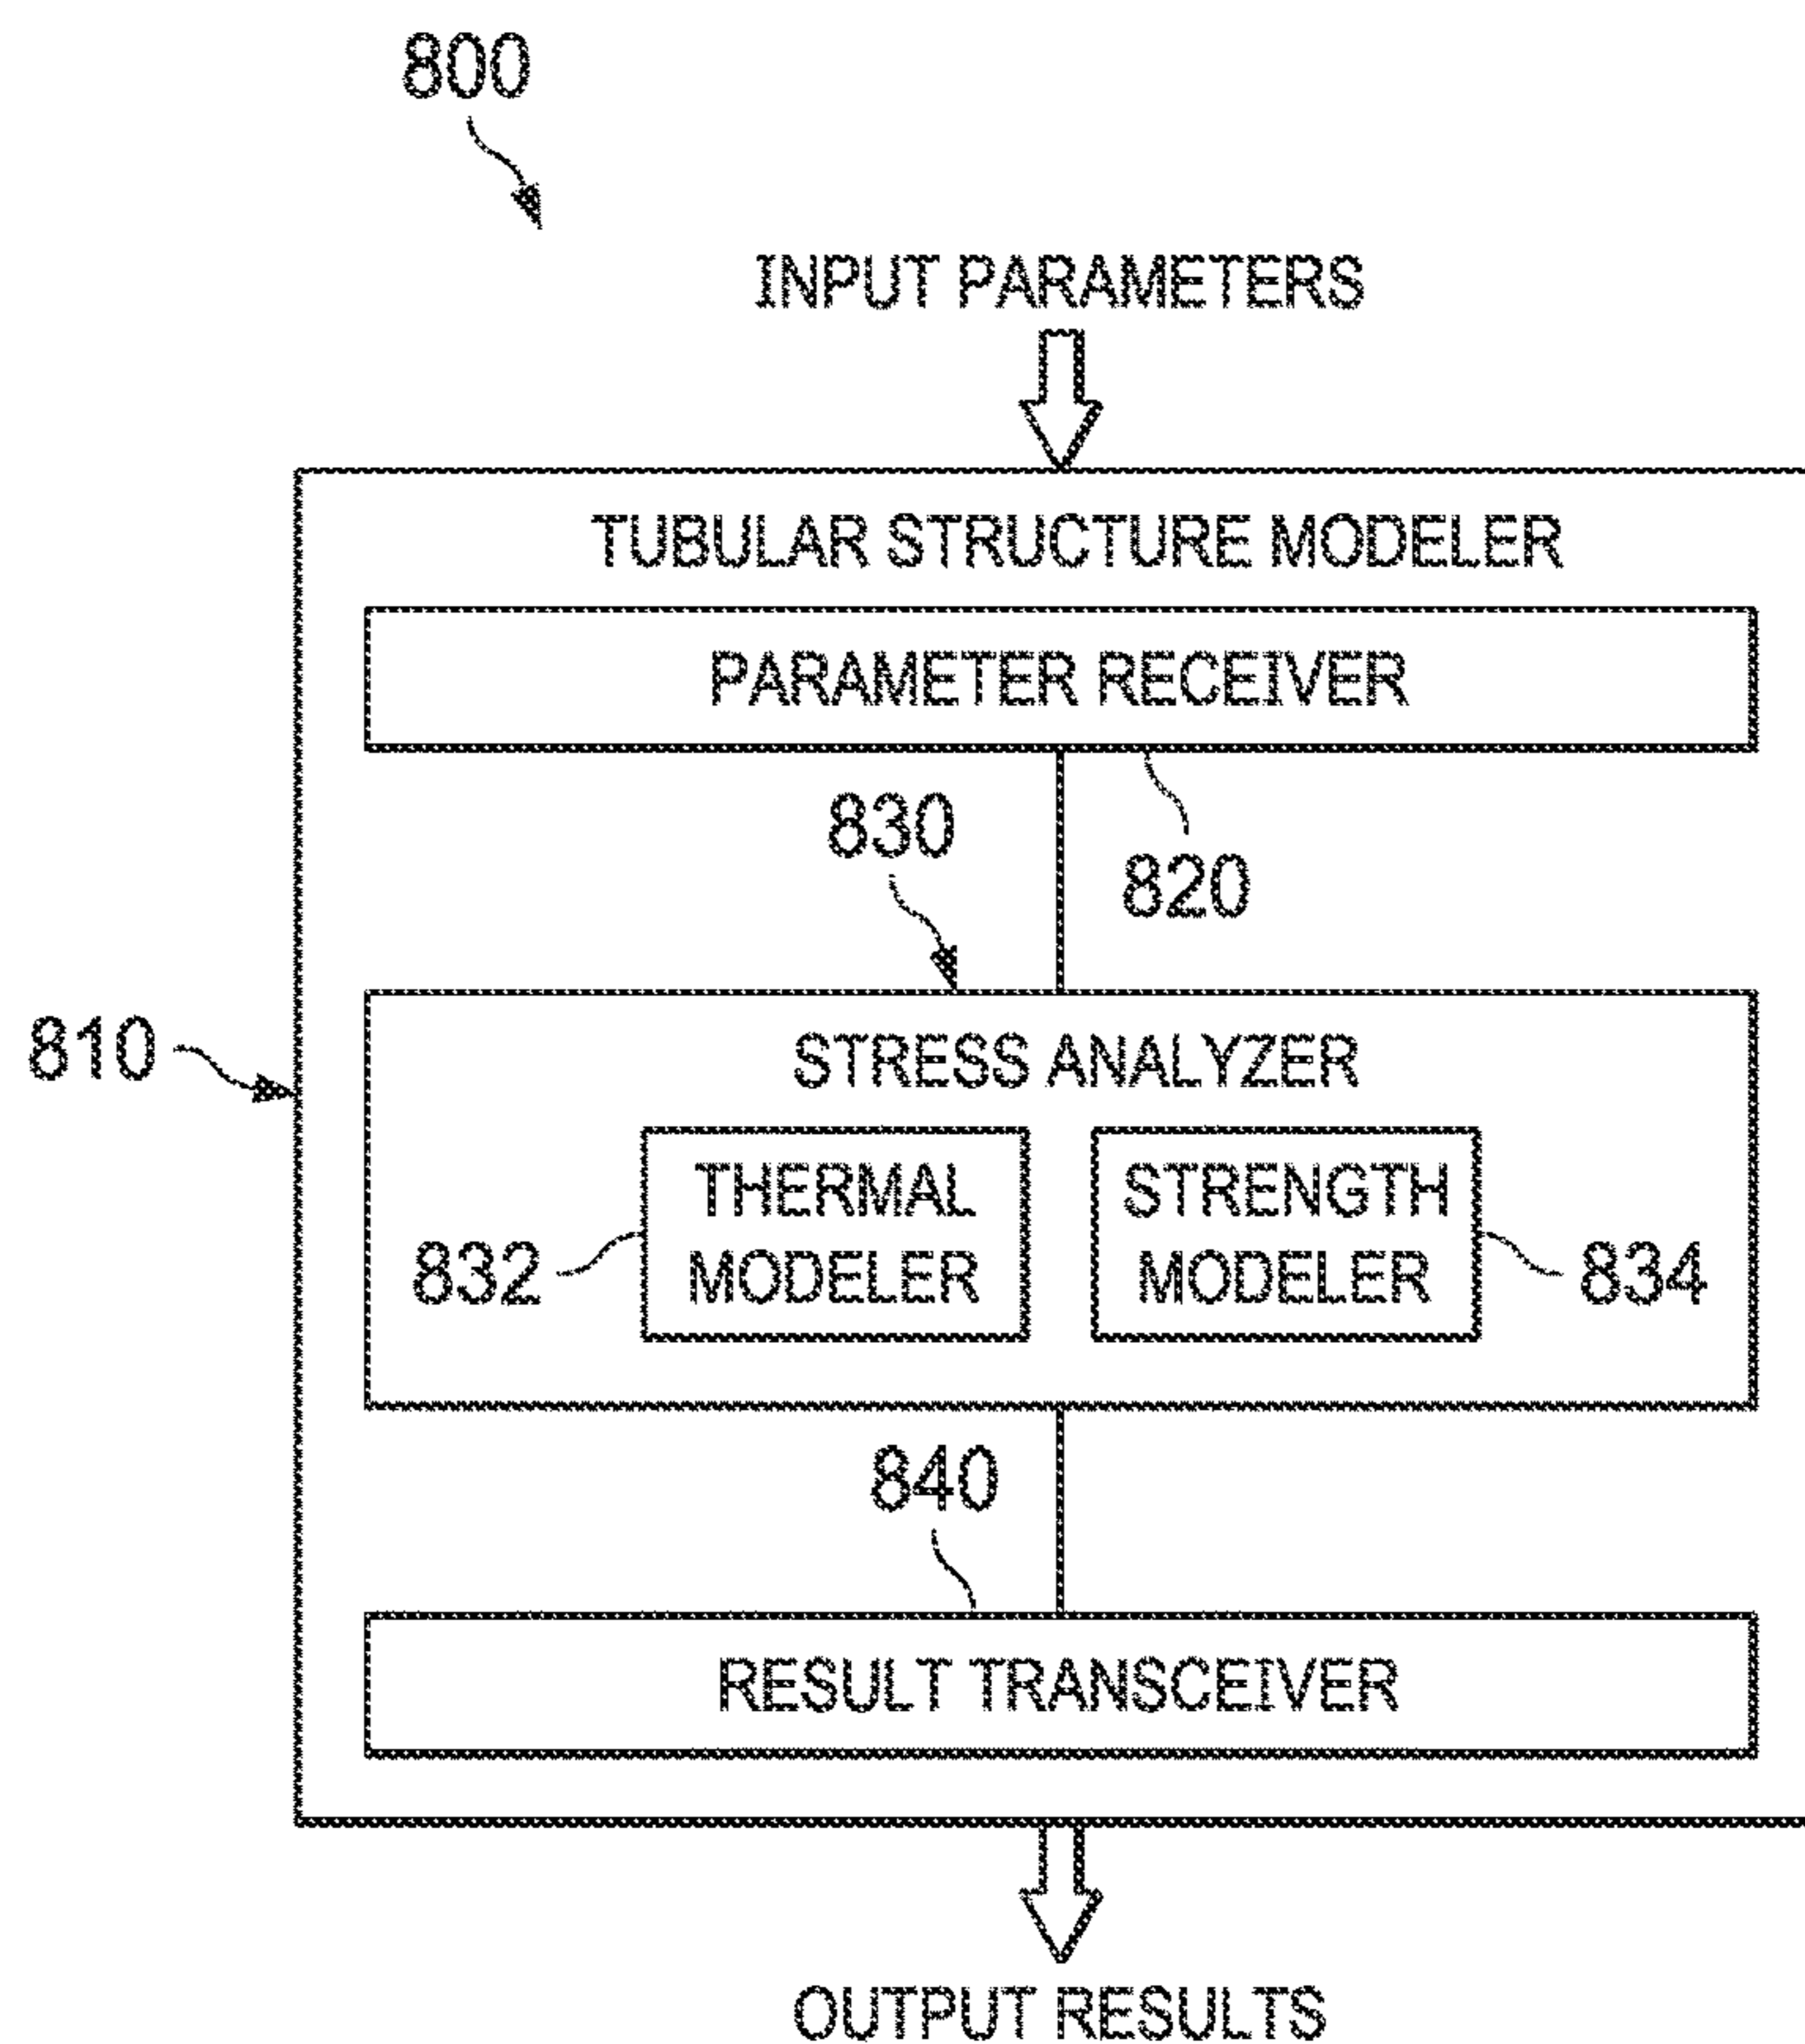 800
INPUT PARAMETERS
TUBULAR STRUCTURE MODELER
PARAMETER RECEIVER
830
820
810
STRESS ANALYZER
THERMAL
MODELER
832
STRENGTH
MODELER
834
840
RESULT TRANSCEIVER
OUTPUT RESULTS